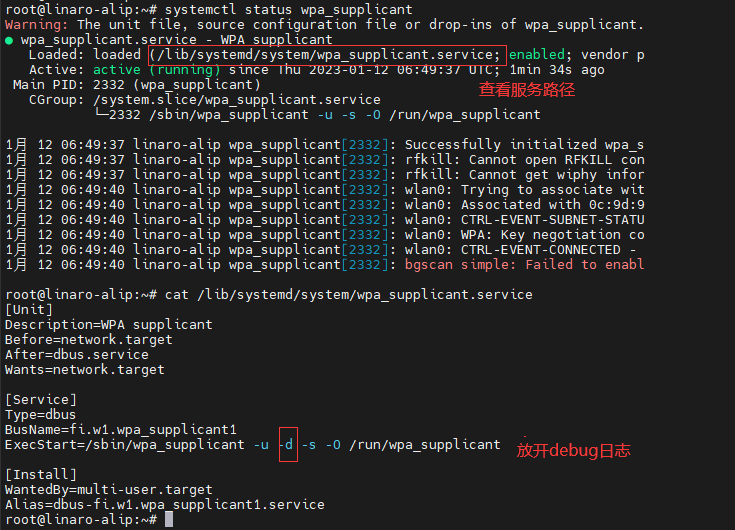 root@linaro-alip:~# systemctl status wpa_supplicant
Warning: The unit file, source configuration file or drop-ins of wpa_supplicant.
● wpa_supplicant.service - WPA supplicant
Loaded: loaded (/lib/systemd/system/wpa_supplicant.service; enabled; vendor p
Active: active (running) since Thu 2023-01-12 06:49:37 UTC; 1min 34s ago
Main PID: 2332 (wpa_supplicant)
查看服务路径
CGroup: /system.slice/wpa_supplicant.service
└─2332 /sbin/wpa_supplicant -u -s -O /run/wpa_supplicant
1月 12 06:49:37 linaro-alip wpa_supplicant[2332]: Successfully initialized wpa_s
1月 12 06:49:37 linaro-alip wpa_supplicant[2332]: rfkill: Cannot open RFKILL con
1月 12 06:49:37 linaro-alip wpa_supplicant[2332]: rfkill: Cannot get wiphy infor
1月 12 06:49:40 linaro-alip wpa_supplicant[2332]: wlan0: Trying to associate wit
1月 12 06:49:40 linaro-alip wpa_supplicant[2332]: wlan0: Associated with 0c:9d:9
1月 12 06:49:40 linaro-alip wpa_supplicant[2332]: wlan0: CTRL-EVENT-SUBNET-STATU
1月 12 06:49:40 linaro-alip wpa_supplicant[2332]: wlan0: WPA: Key negotiation co
1月 12 06:49:40 linaro-alip wpa_supplicant[2332]: wlan0: CTRL-EVENT-CONNECTED -
1月 12 06:49:40 linaro-alip wpa_supplicant[2332]: bgscan simple: Failed to enabl
root@linaro-alip:~# cat /lib/systemd/system/wpa_supplicant.service
[Unit]
Description=WPA supplicant
Before=network.target
After=dbus.service
Wants=network.target
[Service]
Type=dbus
BusName=fi.w1.wpa_supplicant1
ExecStart=/sbin/wpa_supplicant -u -d -s -O /run/wpa_supplicant
放开debug日志
[Install]
WantedBy=multi-user.target
Alias=dbus-fi.w1.wpa_supplicant1.service
root@linaro-alip:~#